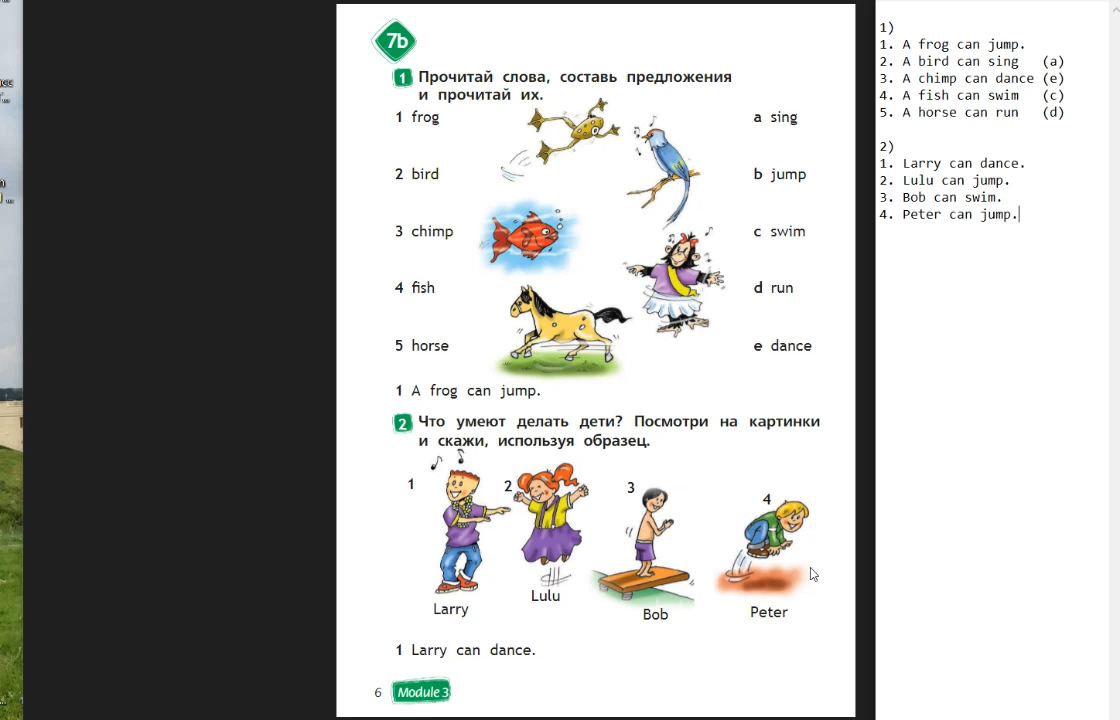 7b
1 Прочитай слова, составь предложения
и прочитай их.
1 frog
a sing
2 bird
b jump
3 chimp
c swim
4 fish
d run
5 horse
e dance
1 A frog can jump.
2 Что умеют делать дети? Посмотри на картинки
и скажи, используя образец.
1
2
3
4
Larry
Lulu
Bob
Peter
1 Larry can dance.
6 Module 3
1)
1. A frog can jump.
2. A bird can sing (a)
3. A chimp can dance (e)
4. A fish can swim (c)
5. A horse can run (d)
2)
1. Larry can dance.
2. Lulu can jump.
3. Bob can swim.
4. Peter can jump.